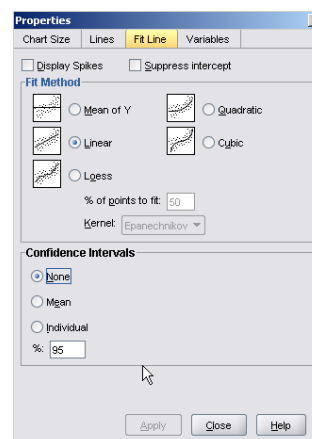 Properties
Chart Size Lines Fit Line Variables
Display Spikes Suppress intercept
Fit Method
Mean of Y Quadratic
Linear Cubic
Loess
% of points to fit: 50
Kernel: Epanechnikov
Confidence Intervals
None
Mean
Individual
%: 95
Apply Close Help